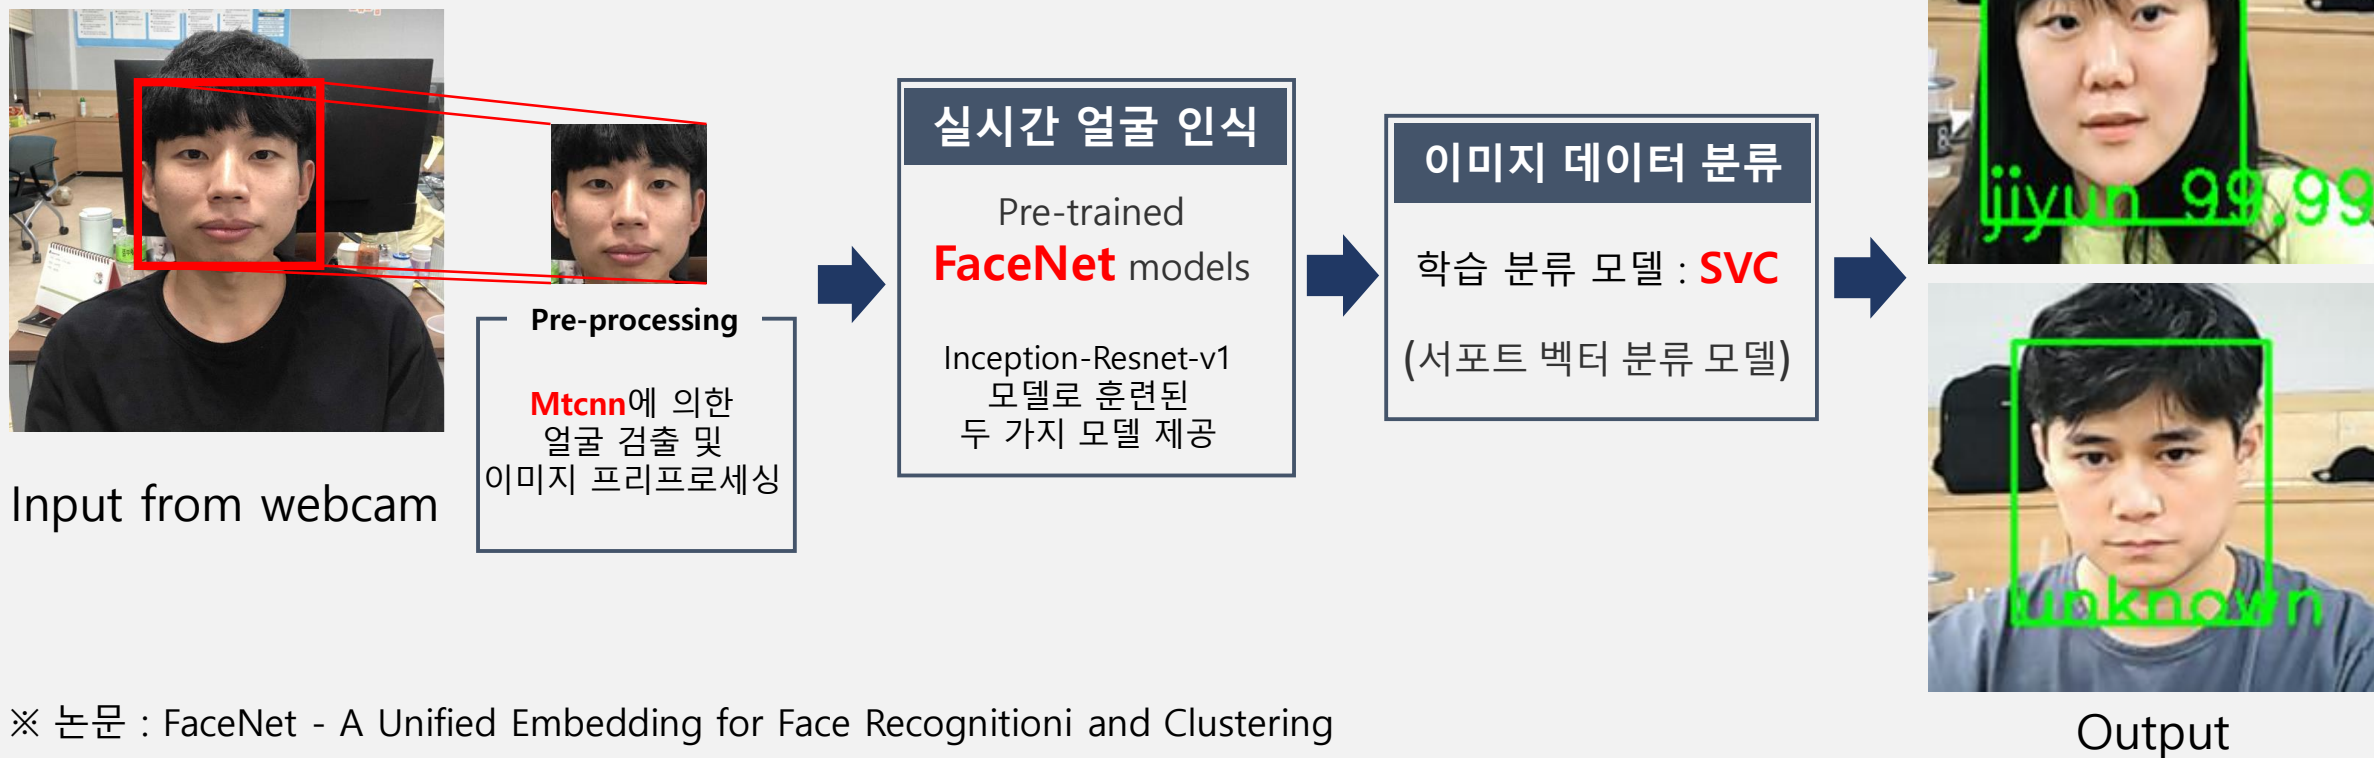 Input from webcam
Pre-processing
Mtcnn에 의한
얼굴 검출 및
이미지 프리프로세싱
실시간 얼굴 인식
Pre-trained
FaceNet models
Inception-Resnet-v1
모델로 훈련된
두 가지 모델 제공
이미지 데이터 분류
학습 분류 모델 : SVC
(서포트 벡터 분류 모델)
jiyun 99.99
unknown
Output
※ 논문 : FaceNet - A Unified Embedding for Face Recognitioni and Clustering